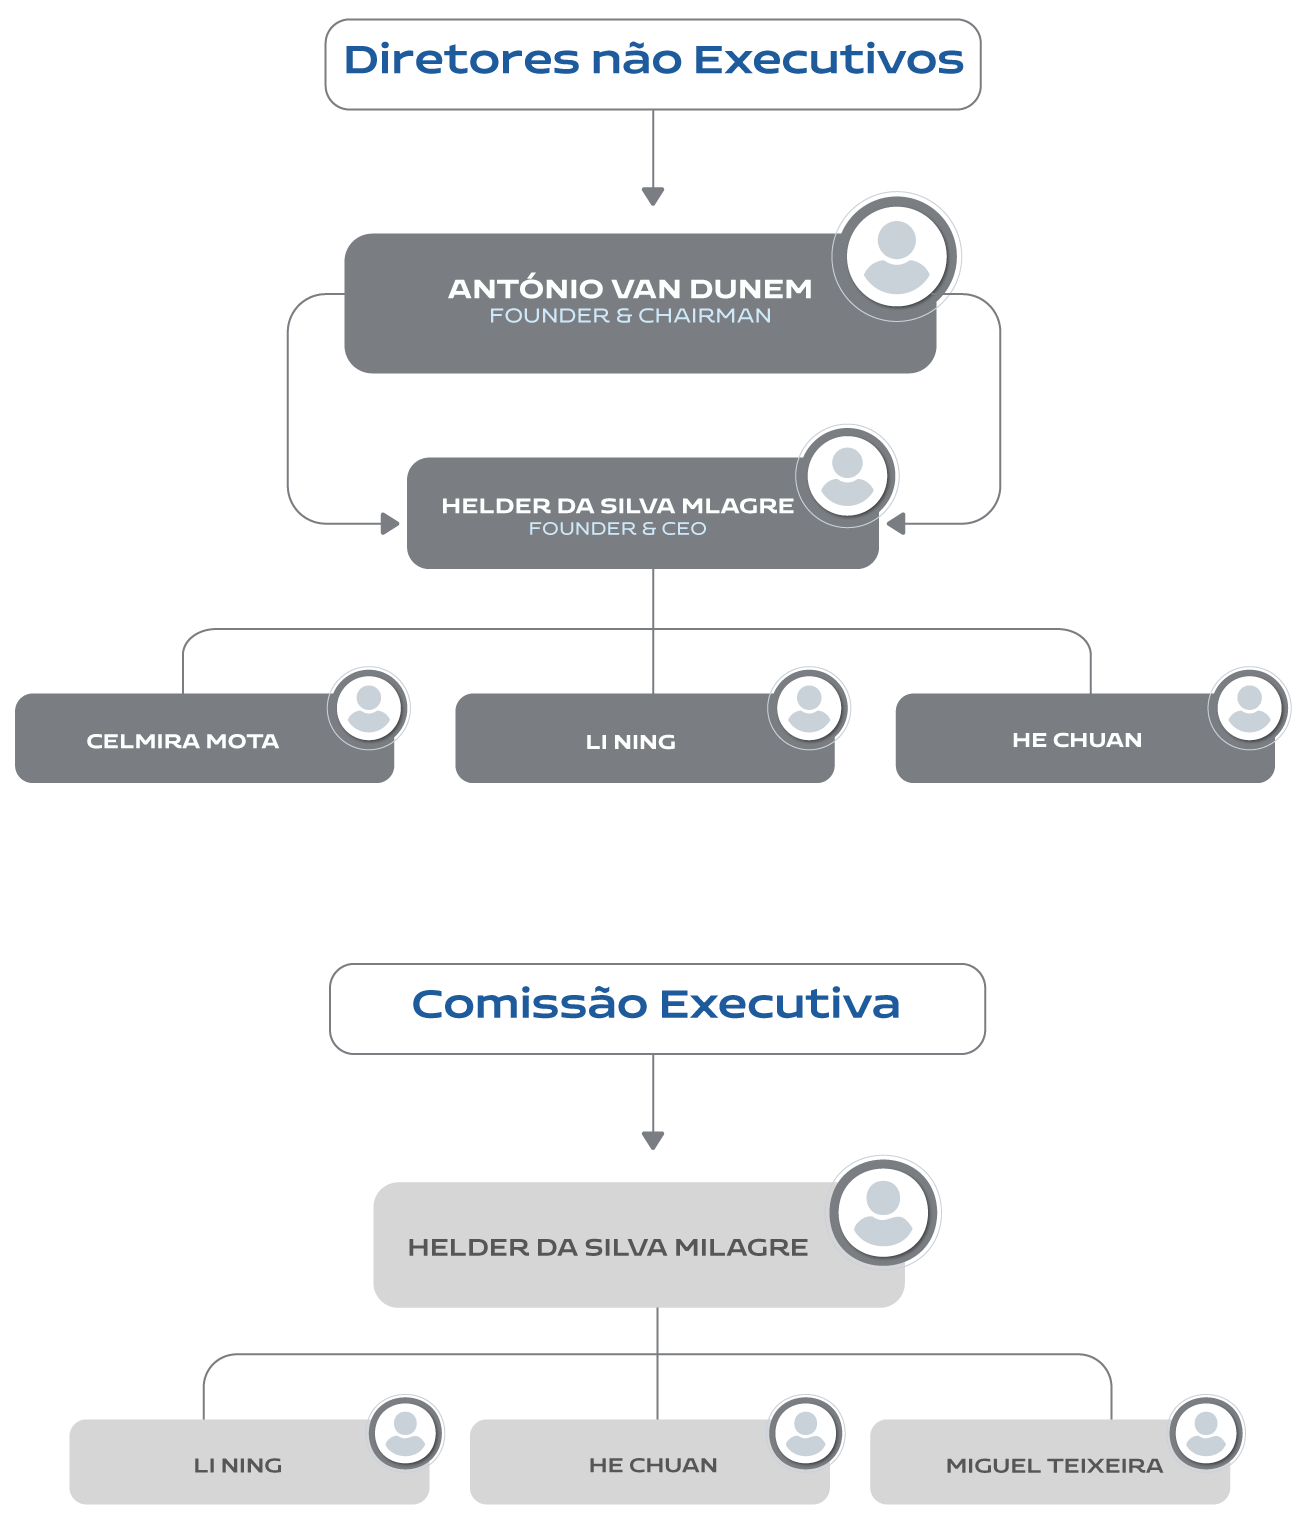 Diretores não Executivos
ANTÓNIO VAN DUNEM
FOUNDER & CHAIRMAN
HELDER DA SILVA MLAGRE
FOUNDER & CEO
CELMIRA MOTA
LI NING
HE CHUAN
Comissão Executiva
HELDER DA SILVA MILAGRE
LI NING
HE CHUAN
MIGUEL TEIXEIRA